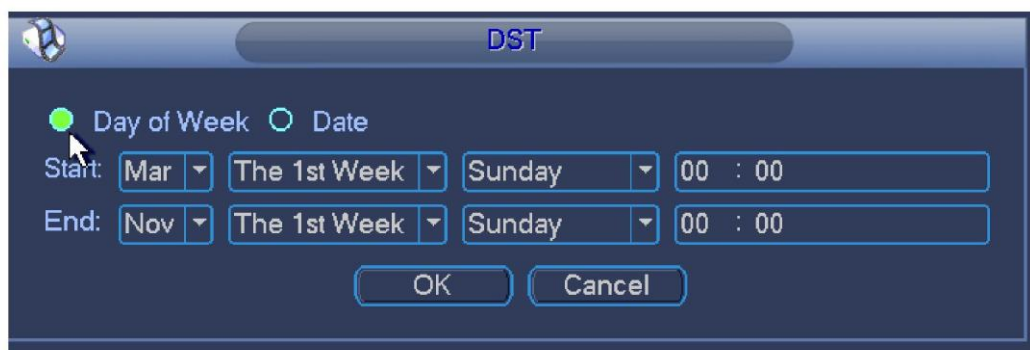 DST
Day of Week Date
Start: Mar The 1st Week Sunday 00 : 00
End: Nov The 1st Week Sunday 00 : 00
OK Cancel